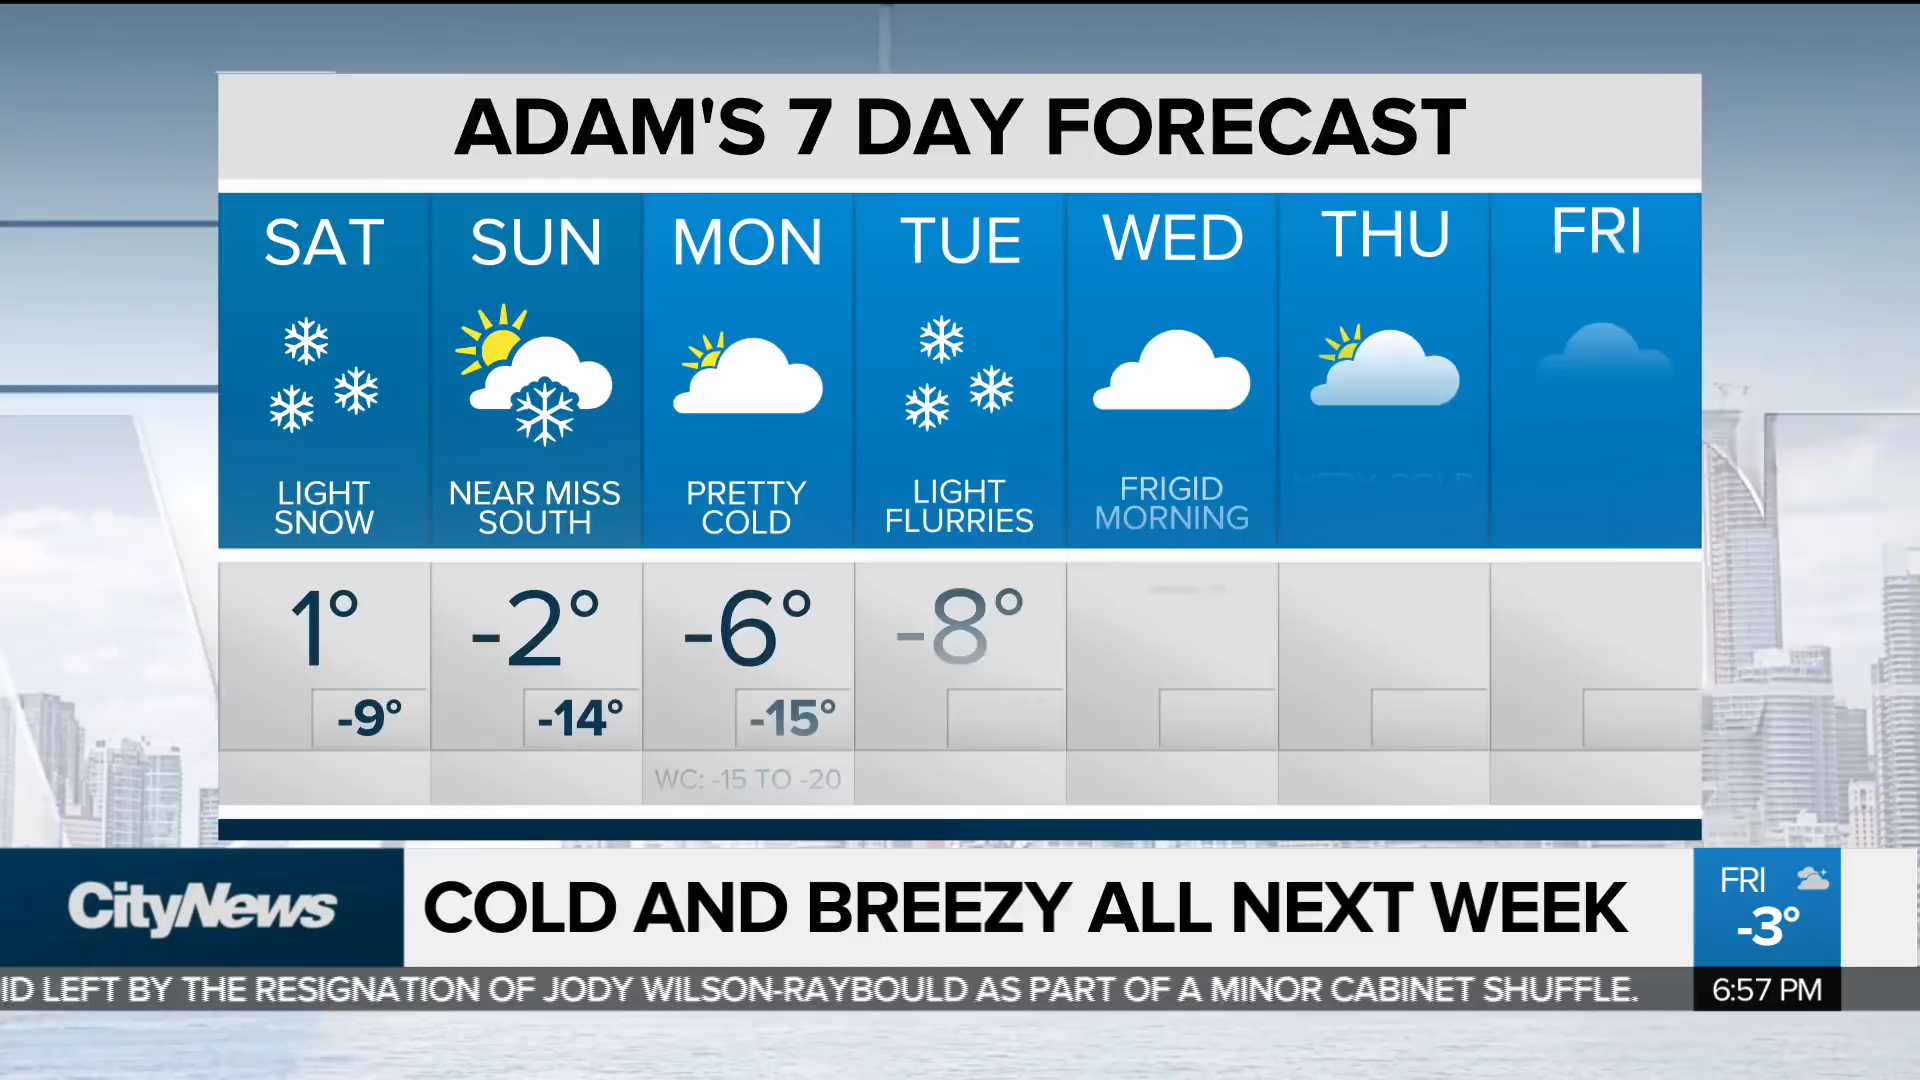 ADAM'S 7 DAY FORECAST
SAT
SUN
MON
TUE
WED
THU
FRI
LIGHT
SNOW
NEAR MISS
SOUTH
PRETTY
COLD
LIGHT
FLURRIES
FRIGID
MORNING
1°
-2°
-6°
-8°
-9°
-14°
-15°
WC: -15 TO -20
CityNews
COLD AND BREEZY ALL NEXT WEEK
FRI
-3°
ID LEFT BY THE RESIGNATION OF JODY WILSON-RAYBOULD AS PART OF A MINOR CABINET SHUFFLE.
6:57 PM